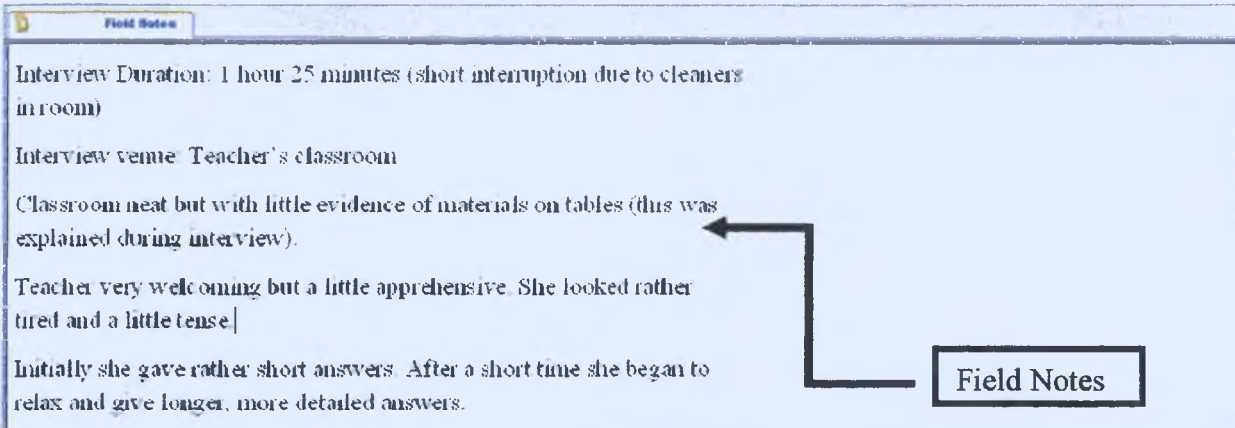 Field Notes
Interview Duration: 1 hour 25 minutes (short interruption due to cleaners
in room)
Interview venue: Teacher's classroom
Classroom neat but with little evidence of materials on tables (this was
explained during interview).
Teacher very welcoming but a little apprehensive. She looked rather
tired and a little tense.
Initially she gave rather short answers. After a short time she began to
relax and give longer, more detailed answers.
Field Notes